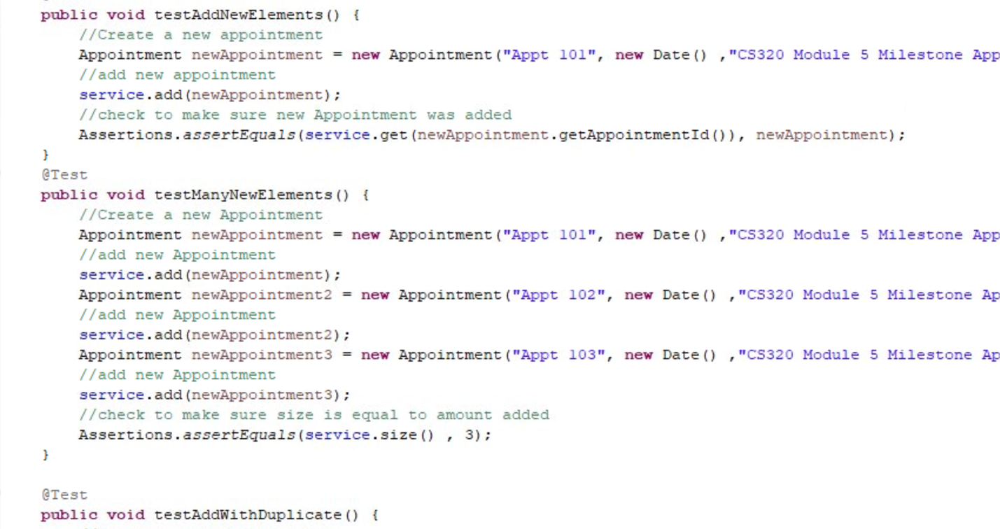 public void testAddNewElements() {
//Create a new appointment
Appointment newAppointment = new Appointment("Appt 101", new Date() ,"CS320 Module 5 Milestone App
//add new appointment
service.add(newAppointment);
//check to make sure new Appointment was added
Assertions.assertEquals(service.get(newAppointment.getAppointmentId()), newAppointment);
}
@Test
public void testManyNewElements() {
//Create a new Appointment
Appointment newAppointment = new Appointment("Appt 101", new Date() ,"CS320 Module 5 Milestone App
//add new Appointment
service.add(newAppointment);
Appointment newAppointment2 = new Appointment("Appt 102", new Date() ,"CS320 Module 5 Milestone Ap
//add new Appointment
service.add(newAppointment2);
Appointment newAppointment3 = new Appointment("Appt 103", new Date() ,"CS320 Module 5 Milestone Ap
//add new Appointment
service.add(newAppointment3);
//check to make sure size is equal to amount added
Assertions.assertEquals(service.size() , 3);
}
@Test
public void testAddWithDuplicate() {